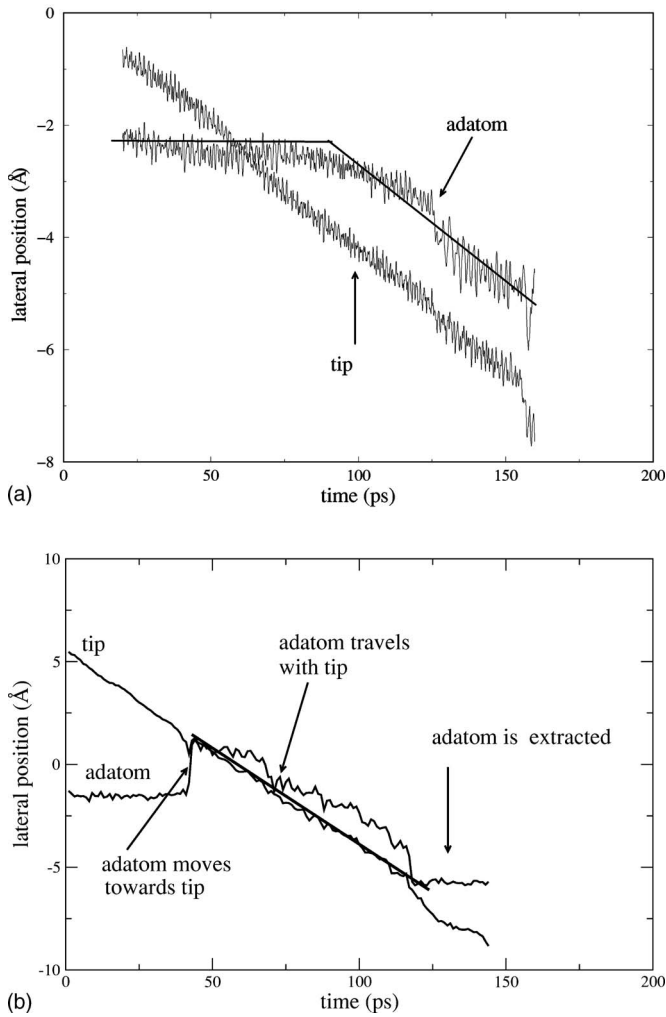 0
−2
−4
−6
−8
lateral position (Å)
adatom
tip
0 50 100 150 200
time (ps)
(a)
10
5
0
-5
-10
lateral position (Å)
tip
adatom travels
with tip
adatom
adatom is extracted
adatom moves
towards tip
0 50 100 150 200
time (ps)
(b)